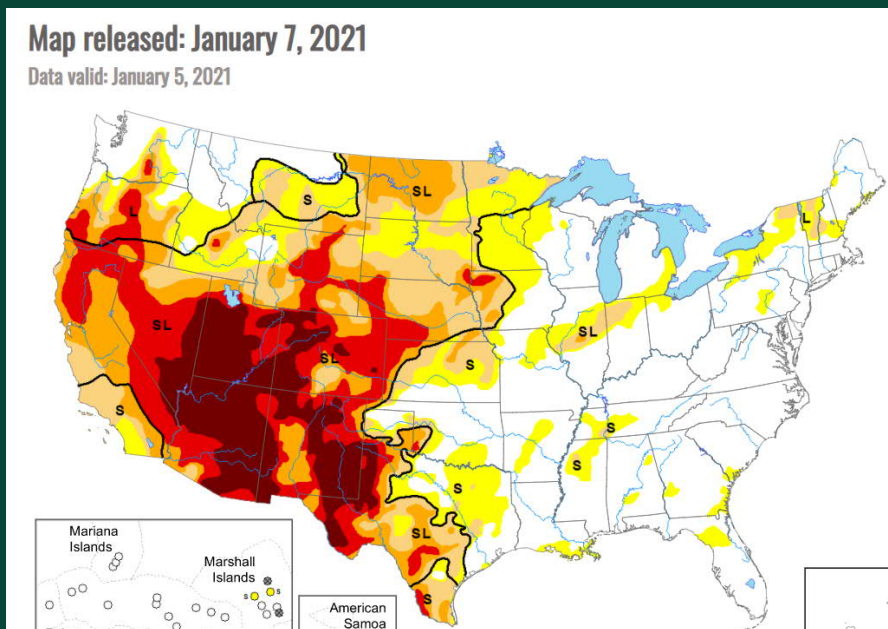 Map released: January 7, 2021
Data valid: January 5, 2021
S
SL
L
L
SL
SL
SL
S
S
S
S
S
SL
S
Mariana
Islands
Marshall
Islands
S
S
American
Samoa